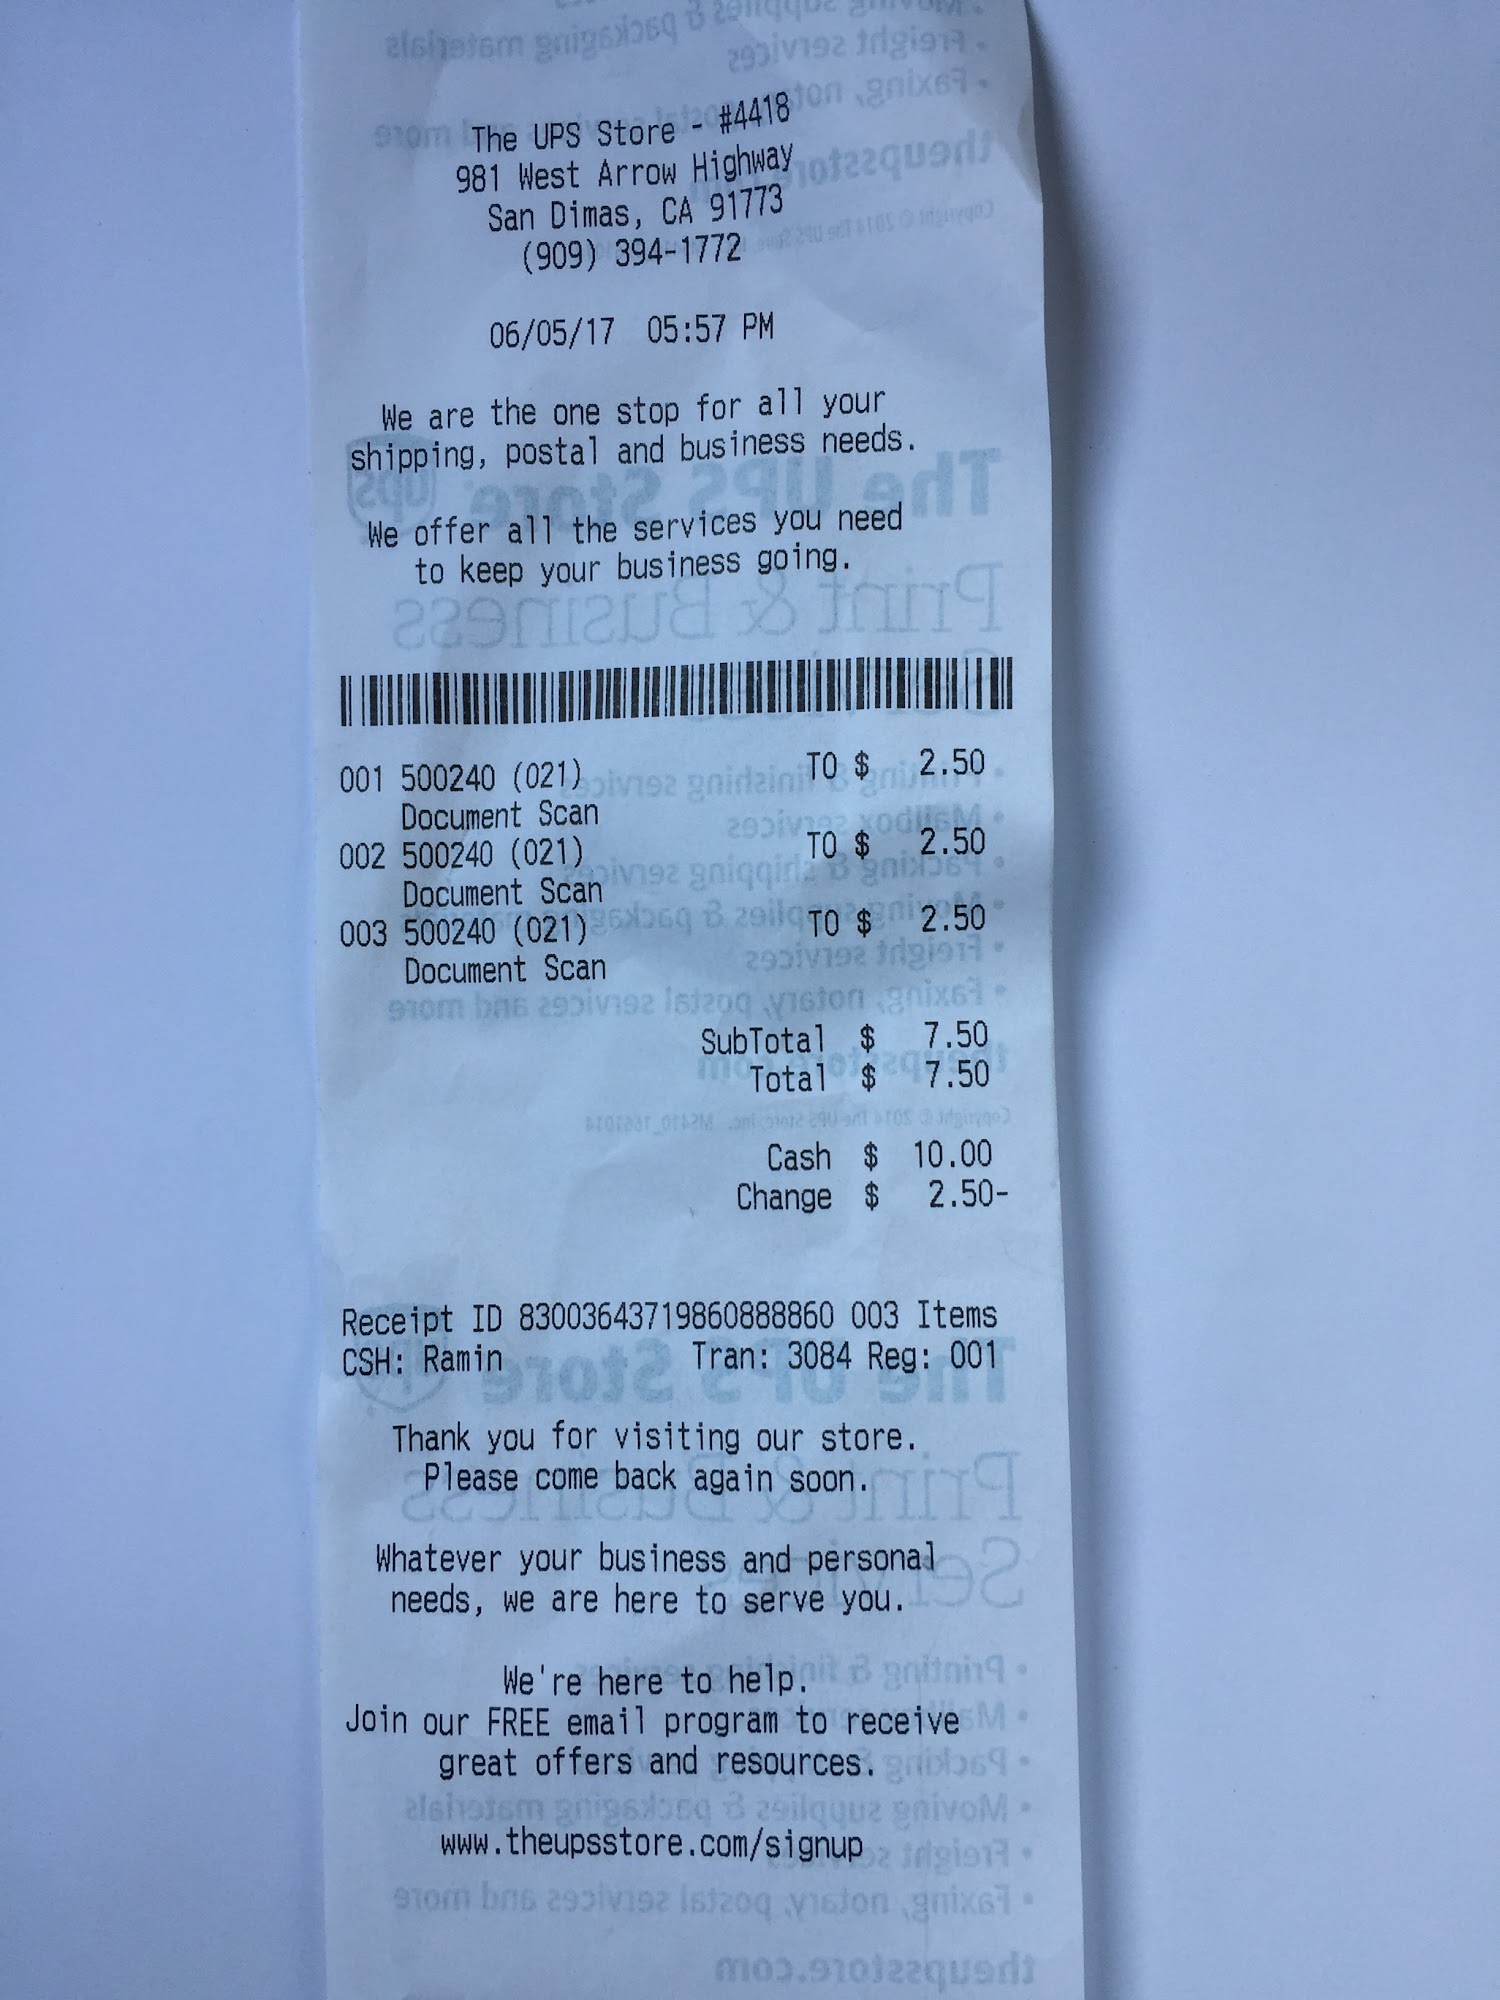 The UPS Store - #4418
981 West Arrow Highway
San Dimas, CA 91773
(909) 394-1772
06/05/17 05:57 PM
We are the one stop for all your
shipping, postal and business needs.
We offer all the services you need
to keep your business going.
001 500240 (021) TO $ 2.50
Document Scan
002 500240 (021) TO $ 2.50
Document Scan
003 500240 (021) TO $ 2.50
Document Scan
SubTotal $ 7.50
Total $ 7.50
Cash $ 10.00
Change $ 2.50-
Receipt ID 83003643719860888860 003 Items
CSH: Ramin Tran: 3084 Reg: 001
Thank you for visiting our store.
Please come back again soon.
Whatever your business and personal
needs, we are here to serve you.
We're here to help.
Join our FREE email program to receive
great offers and resources.
www.theupsstore.com/signup